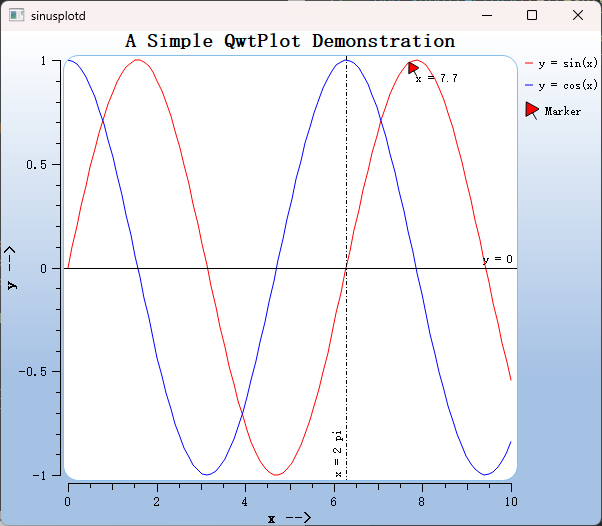 sinusplotd
A Simple QwtPlot Demonstration
y = sin(x)
y = cos(x)
Marker
x = 7.7
y = 0
x = 2 pi
1
0.5
0
-0.5
-1
y -->
0
2
4
6
8
10
x -->